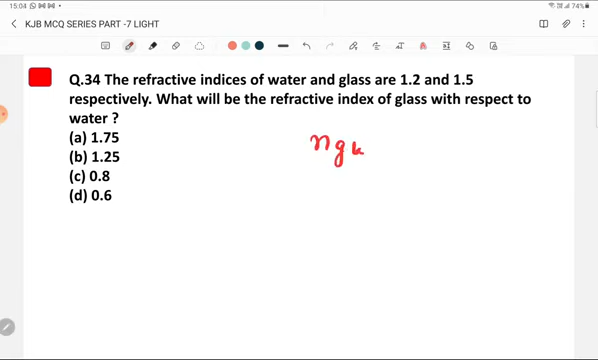 15:04
74%
KJB MCQ SERIES PART -7 LIGHT
Q.34 The refractive indices of water and glass are 1.2 and 1.5
respectively. What will be the refractive index of glass with respect to
water ?
(a) 1.75
(b) 1.25
(c) 0.8
(d) 0.6
n g